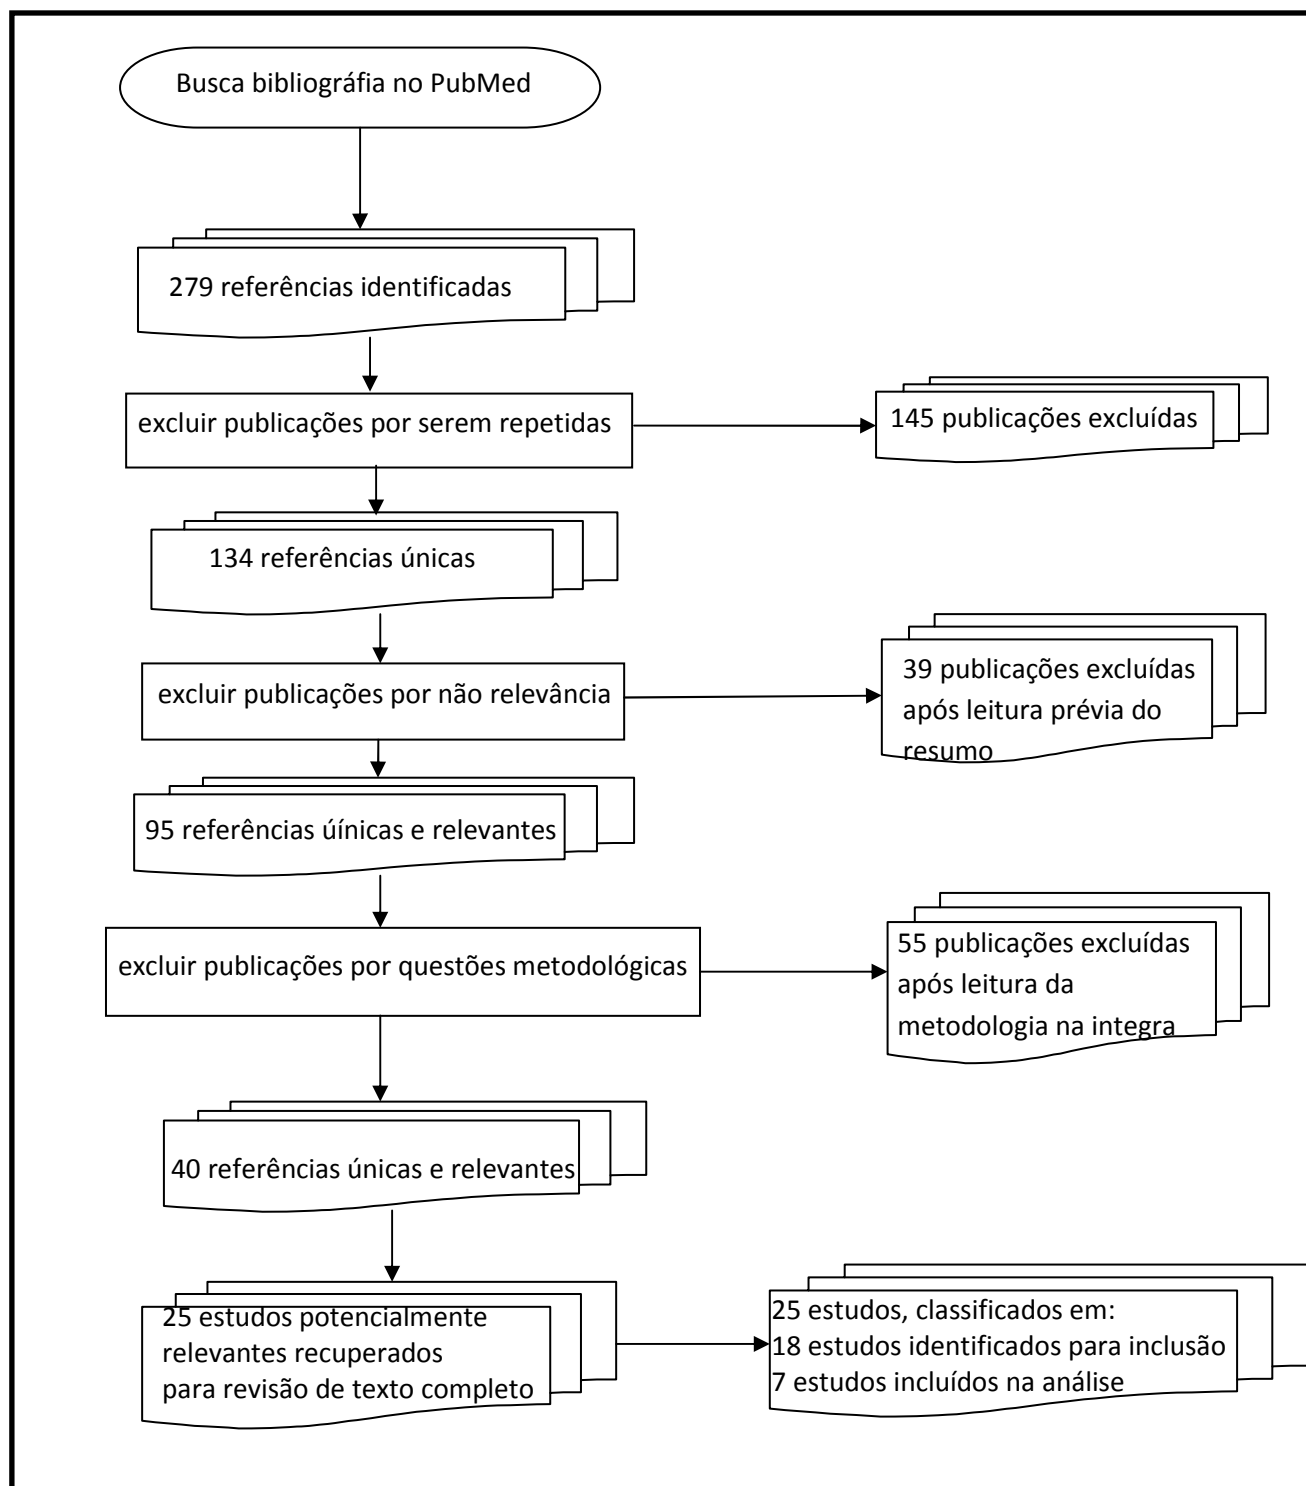 Busca bibliográfia no PubMed
279 referências identificadas
excluir publicações por serem repetidas
145 publicações excluídas
134 referências únicas
excluir publicações por não relevância
39 publicações excluídas
após leitura prévia do
resumo
95 referências úínicas e relevantes
excluir publicações por questões metodológicas
55 publicações excluídas
após leitura da
metodologia na integra
40 referências únicas e relevantes
25 estudos potencialmente
relevantes recuperados
para revisão de texto completo
25 estudos, classificados em:
18 estudos identificados para inclusão
7 estudos incluídos na análise